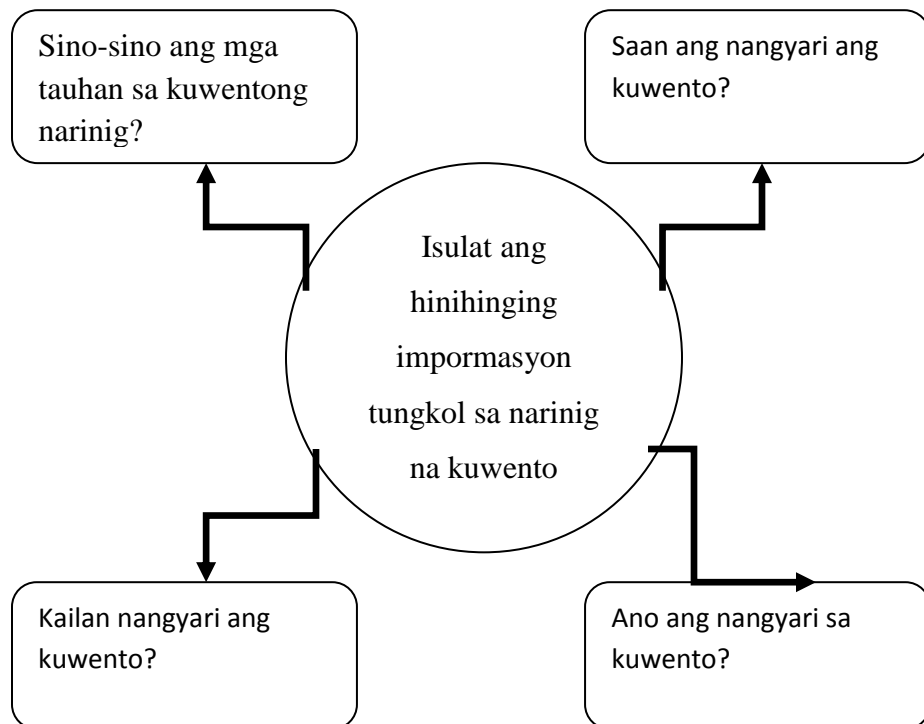 Sino-sino ang mga
tauhan sa kuwentong
narinig?
Saan ang nangyari ang
kuwento?
Isulat ang
hinihinging
impormasyon
tungkol sa narinig
na kuwento
Kailan nangyari ang
kuwento?
Ano ang nangyari sa
kuwento?